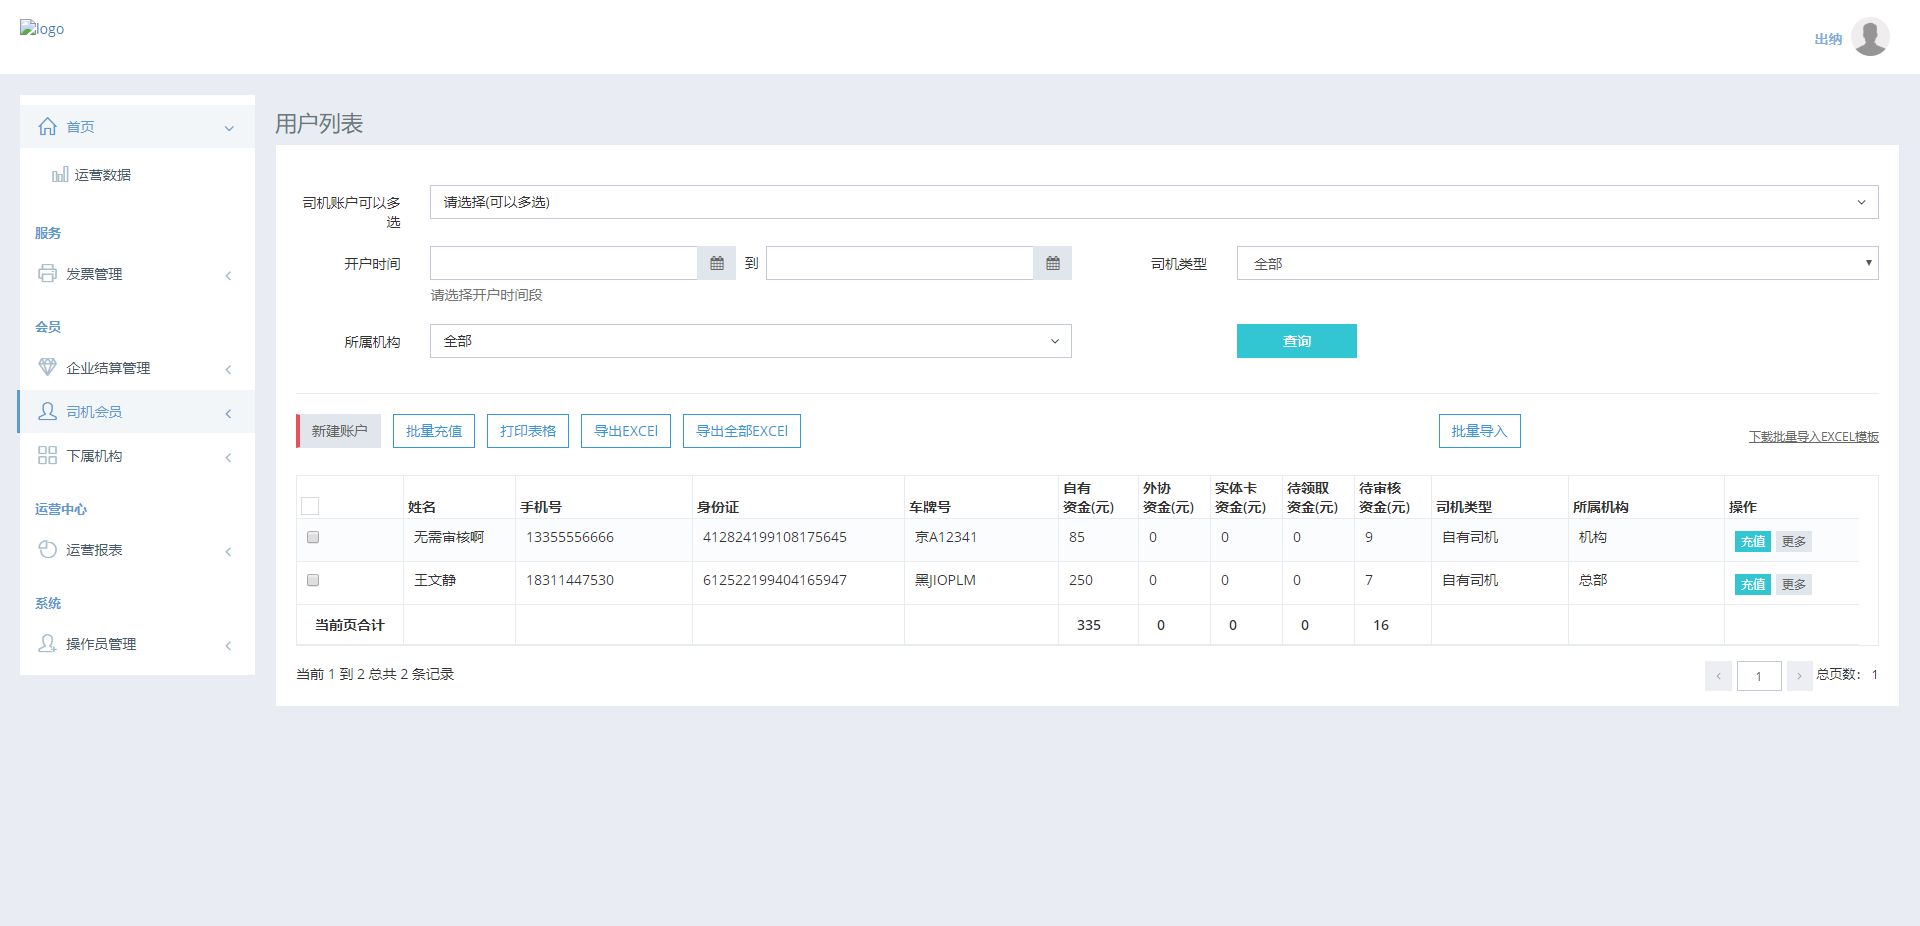 logo
出纳
首页
运营数据
服务
发票管理
会员
企业结算管理
司机会员
下属机构
运营中心
运营报表
系统
操作员管理
用户列表
司机账户可以多
选
请选择(可以多选)
开户时间
到
司机类型
全部
请选择开户时间段
所属机构
全部
查询
新建账户
批量充值
打印表格
导出EXCEl
导出全部EXCEl
批量导入
下载批量导入EXCEL模板
姓名 手机号 身份证 车牌号 自有资金(元) 外协资金(元) 实体卡资金(元) 待领取资金(元) 待审核资金(元) 司机类型 所属机构 操作
无需审核啊 13355556666 412824199108175645 京A12341 85 0 0 0 9 自有司机 机构 充值 更多
王文静 18311447530 612522199404165947 黑JIOPLM 250 0 0 0 7 自有司机 总部 充值 更多
当前页合计 335 0 0 0 16
当前 1 到 2 总共 2 条记录
1
总页数： 1